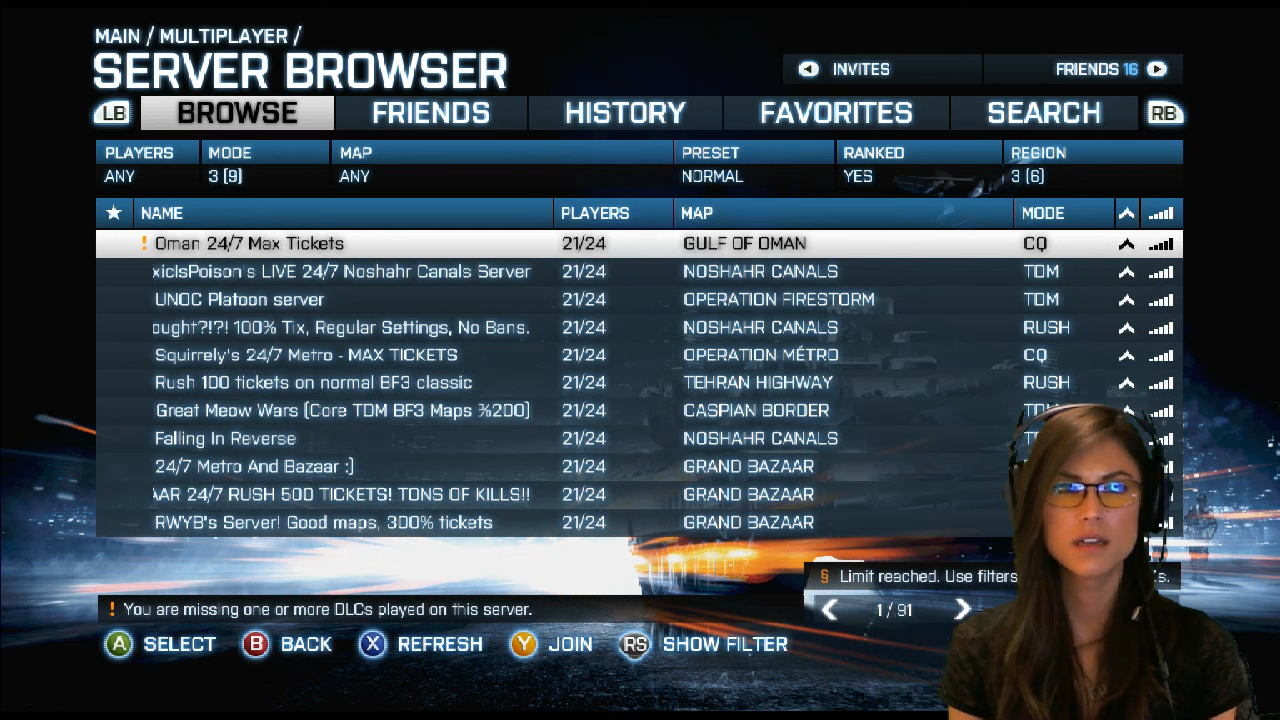 MAIN / MULTIPLAYER /
SERVER BROWSER
INVITES FRIENDS 16
LB BROWSE FRIENDS HISTORY FAVORITES SEARCH RB
PLAYERS MODE MAP PRESET RANKED REGION
ANY 3 (9) ANY NORMAL YES 3 (6)
NAME PLAYERS MAP MODE
! Oman 24/7 Max Tickets 21/24 GULF OF OMAN CQ
xiclsPoison's LIVE 24/7 Noshahr Canals Server 21/24 NOSHAHR CANALS TDM
UNOC Platoon server 21/24 OPERATION FIRESTORM TDM
ought?!?! 100% Tix, Regular Settings, No Bans. 21/24 NOSHAHR CANALS RUSH
Squirrely's 24/7 Metro - MAX TICKETS 21/24 OPERATION MÉTRO CQ
Rush 100 tickets on normal BF3 classic 21/24 TEHRAN HIGHWAY RUSH
Great Meow Wars (Core TDM BF3 Maps %200) 21/24 CASPIAN BORDER
Falling In Reverse 21/24 NOSHAHR CANALS
24/7 Metro And Bazaar :) 21/24 GRAND BAZAAR
AAR 24/7 RUSH 500 TICKETS! TONS OF KILLS!! 21/24 GRAND BAZAAR
RWYB's Server! Good maps, 300% tickets 21/24 GRAND BAZAAR
§ Limit reached. Use filters
! You are missing one or more DLCs played on this server.
1 / 91
A SELECT B BACK X REFRESH Y JOIN RS SHOW FILTER